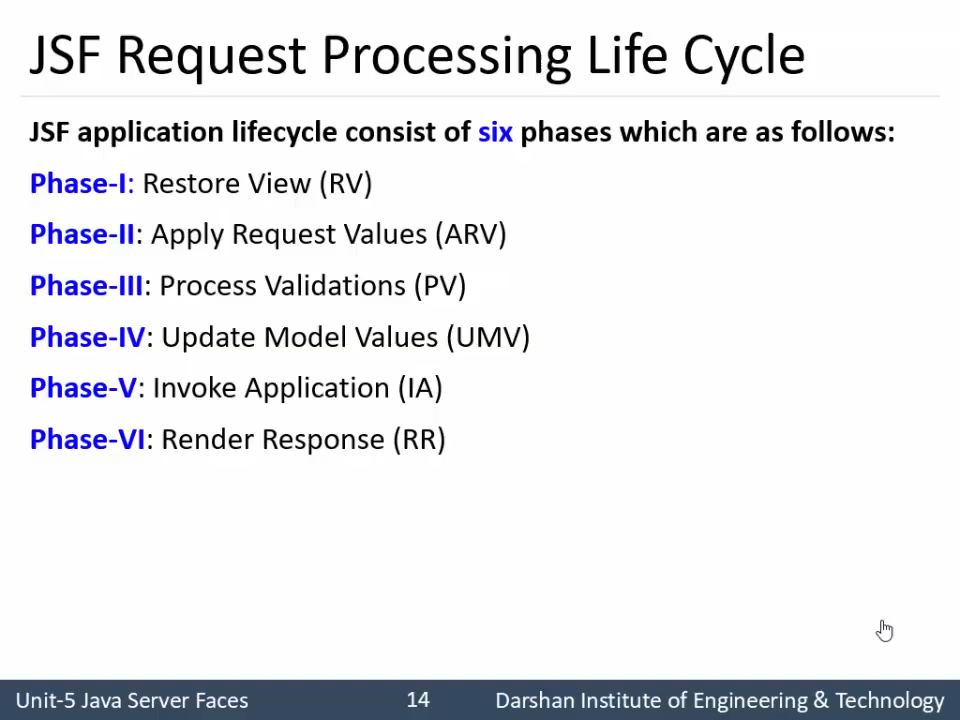 JSF Request Processing Life Cycle
JSF application lifecycle consist of six phases which are as follows:
Phase-I: Restore View (RV)
Phase-II: Apply Request Values (ARV)
Phase-III: Process Validations (PV)
Phase-IV: Update Model Values (UMV)
Phase-V: Invoke Application (IA)
Phase-VI: Render Response (RR)
Unit-5 Java Server Faces 14 Darshan Institute of Engineering & Technology